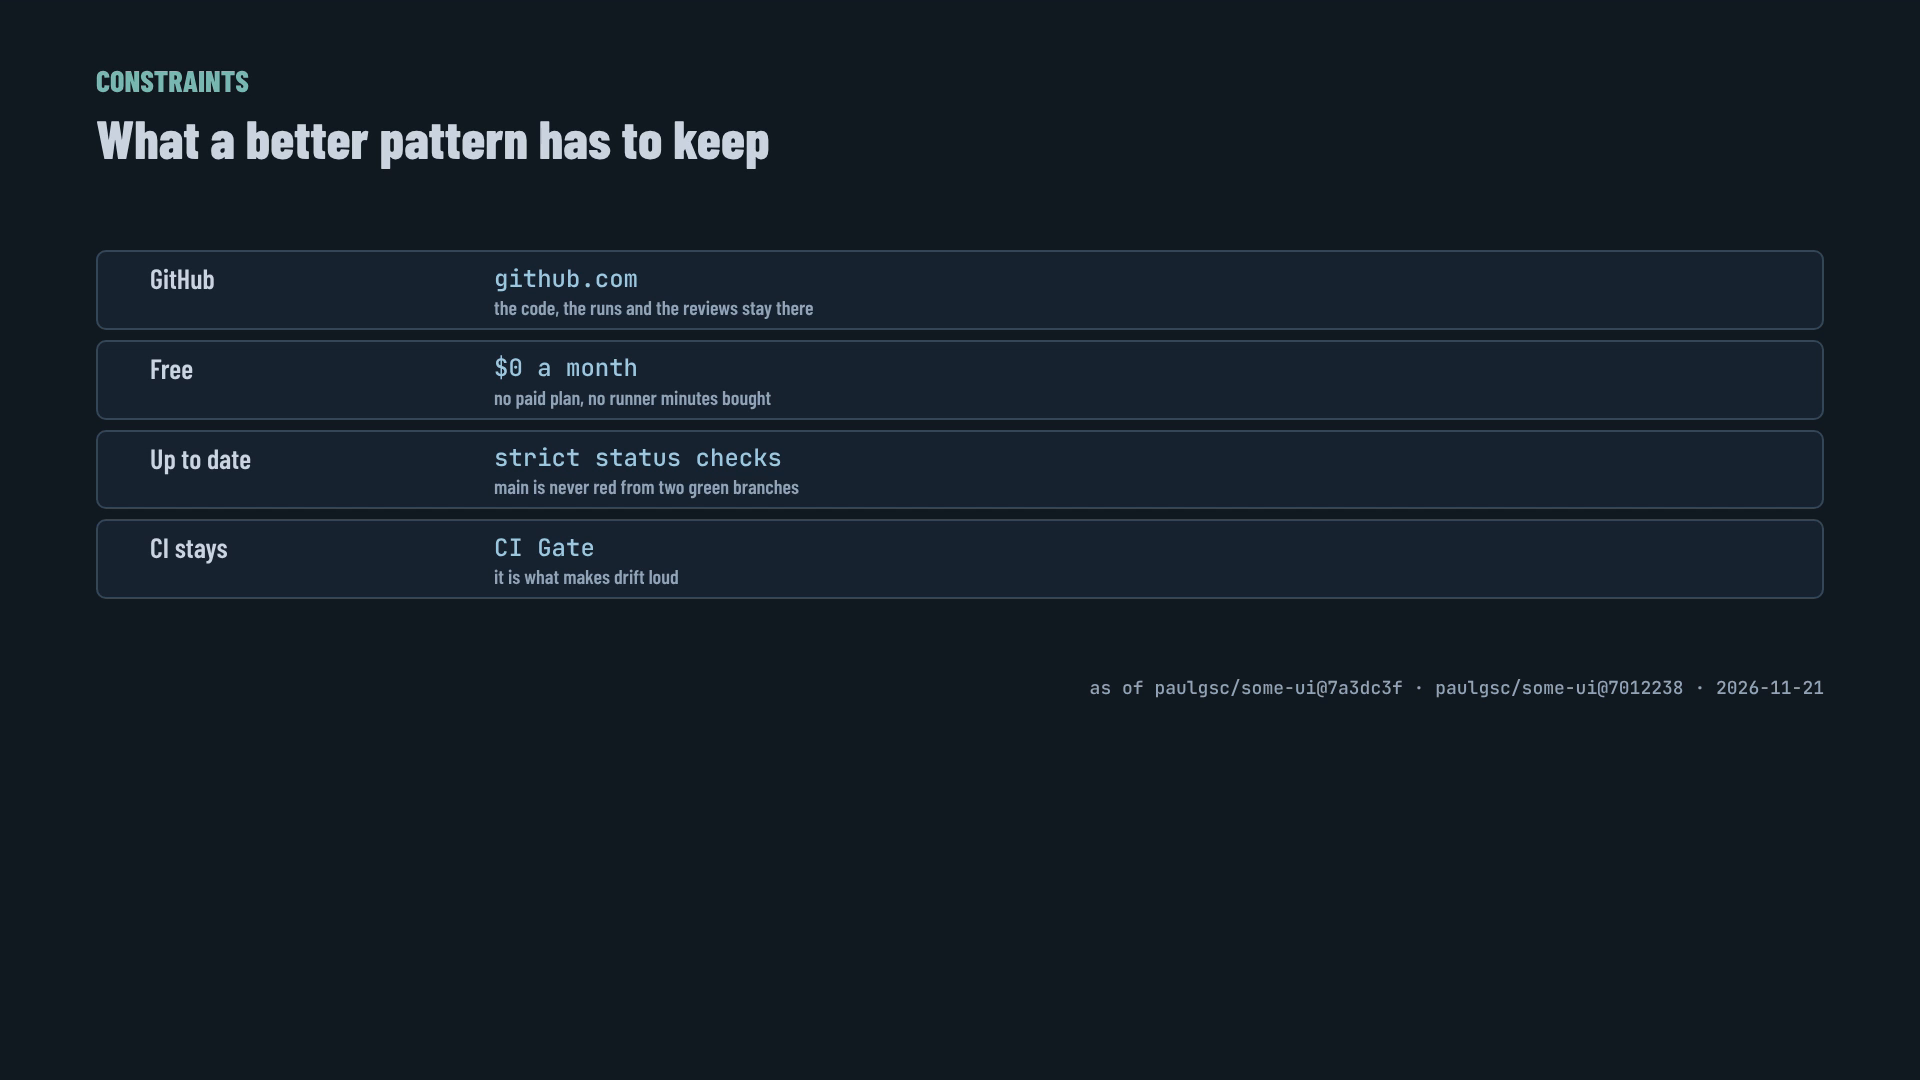 CONSTRAINTS
What a better pattern has to keep
GitHub
github.com
the code, the runs and the reviews stay there
Free
$0 a month
no paid plan, no runner minutes bought
Up to date
strict status checks
main is never red from two green branches
CI stays
CI Gate
it is what makes drift loud
as of paulgsc/some-ui@7a3dc3f · paulgsc/some-ui@7012238 · 2026-11-21